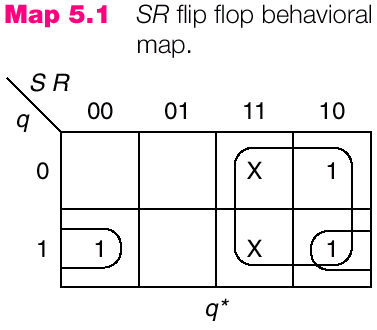 Map 5.1 SR flip flop behavioral
map.
S R
q 00 01 11 10
0 X 1
1 1 X 1
q*